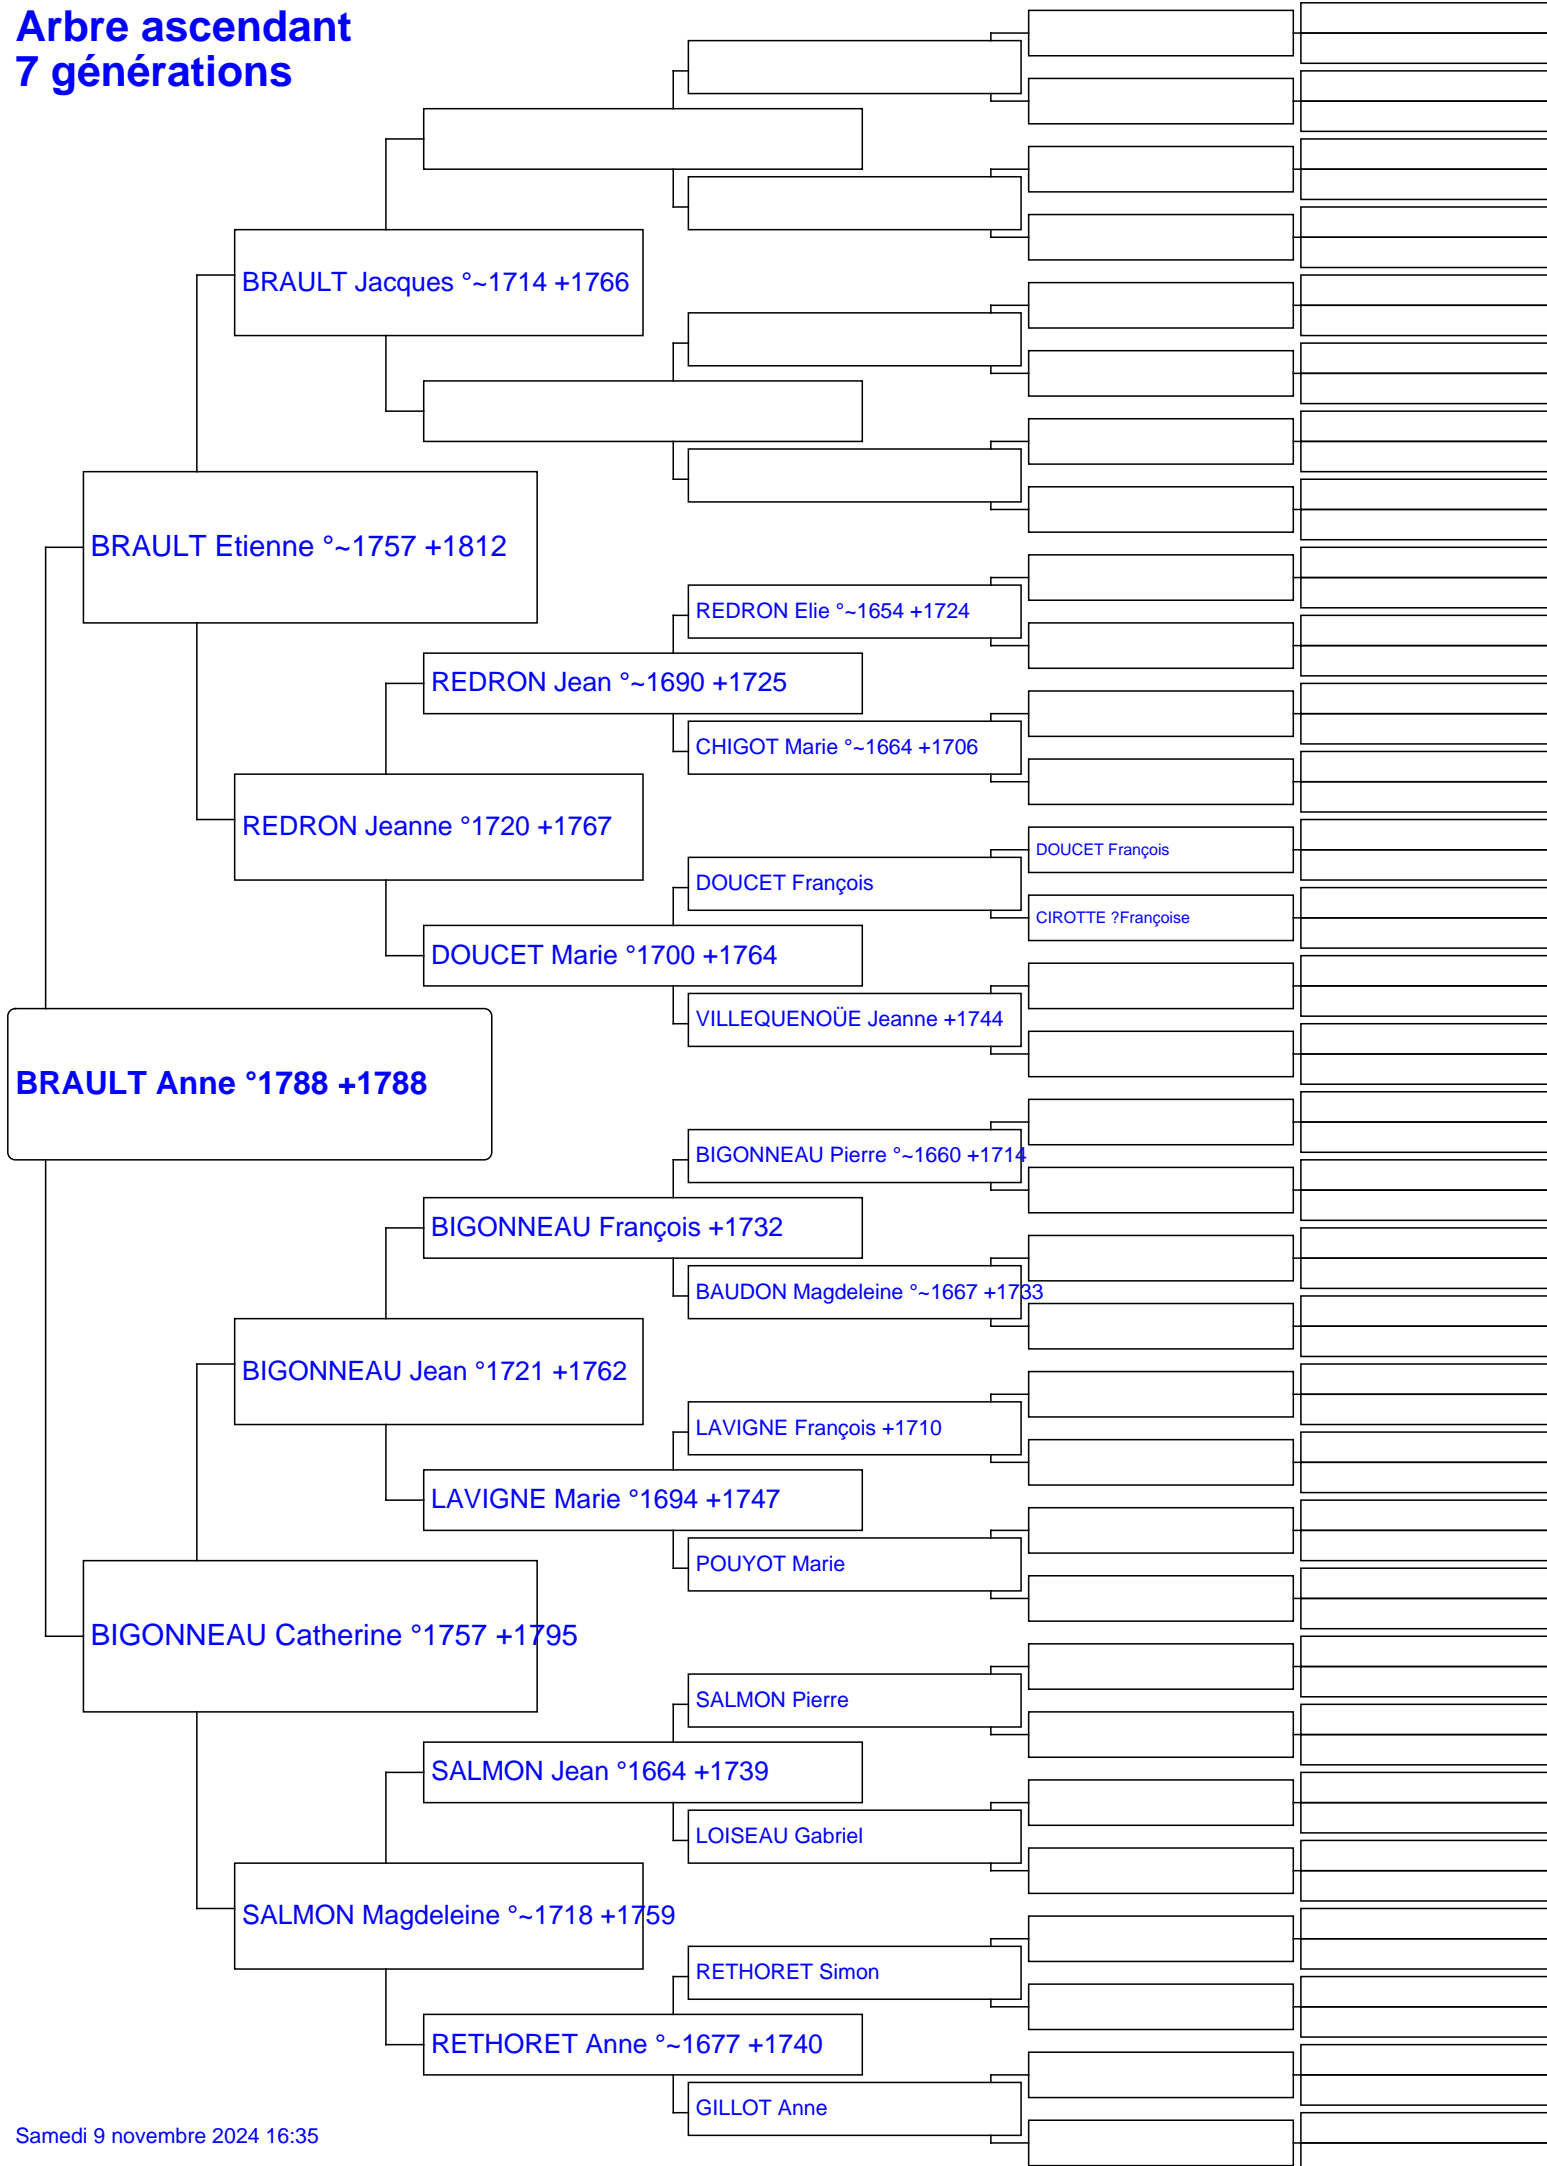 Arbre ascendant
7 générations
BRAULT Jacques °~1714 +1766
BRAULT Etienne °~1757 +1812
REDRON Elie °~1654 +1724
REDRON Jean °~1690 +1725
CHIGOT Marie °~1664 +1706
REDRON Jeanne °1720 +1767
DOUCET François
DOUCET François
CIROTTE ?Françoise
DOUCET Marie °1700 +1764
VILLEQUENOÜE Jeanne +1744
BRAULT Anne °1788 +1788
BIGONNEAU Pierre °~1660 +1714
BIGONNEAU François +1732
BAUDON Magdeleine °~1667 +1733
BIGONNEAU Jean °1721 +1762
LAVIGNE François +1710
LAVIGNE Marie °1694 +1747
POUYOT Marie
BIGONNEAU Catherine °1757 +1795
SALMON Pierre
SALMON Jean °1664 +1739
LOISEAU Gabriel
SALMON Magdeleine °~1718 +1759
RETHORET Simon
RETHORET Anne °~1677 +1740
GILLOT Anne
Samedi 9 novembre 2024 16:35